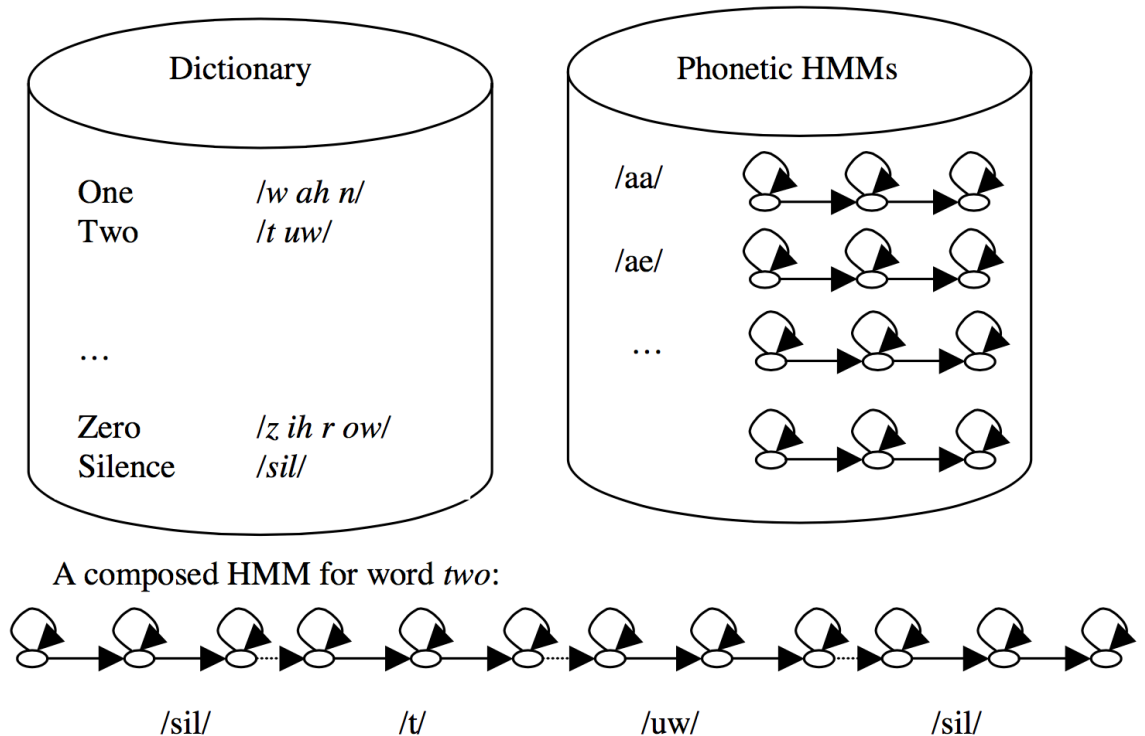 Dictionary
One /w ah n/
Two /t uw/
…
Zero /z ih r ow/
Silence /sil/
Phonetic HMMs
/aa/
/ae/
…
A composed HMM for word two:
/sil/ /t/ /uw/ /sil/